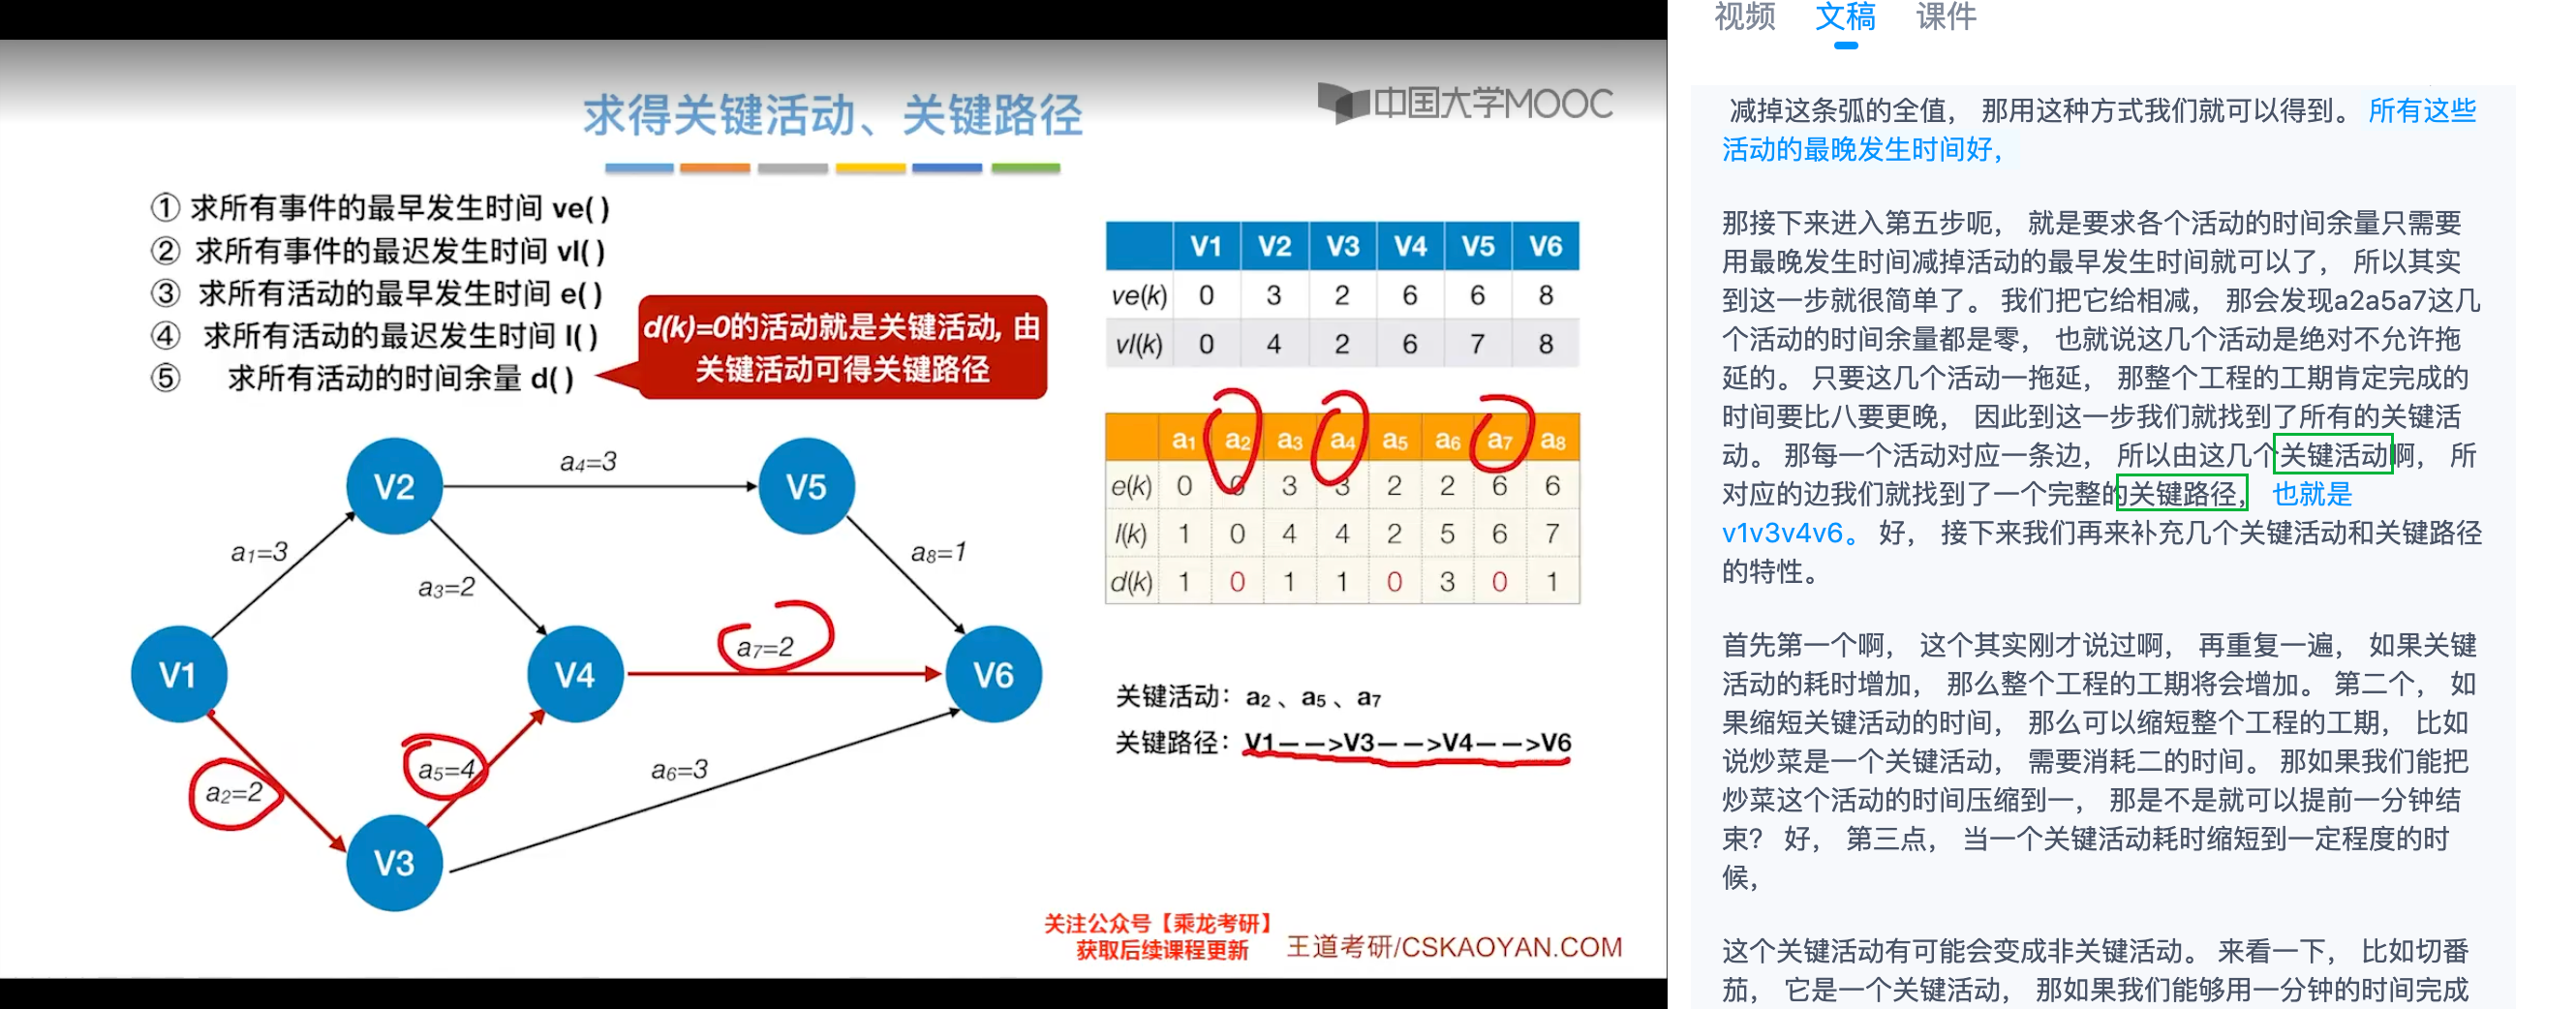 求得关键活动、关键路径
中国大学MOOC
① 求所有事件的最早发生时间 ve( )
② 求所有事件的最迟发生时间 vl( )
③ 求所有活动的最早发生时间 e( )
④ 求所有活动的最迟发生时间 l( )
⑤ 求所有活动的时间余量 d( )
d(k)=0的活动就是关键活动, 由
关键活动可得关键路径
V1 V2 V3 V4 V5 V6
ve(k) 0 3 2 6 6 8
vl(k) 0 4 2 6 7 8
a1 a2 a3 a4 a5 a6 a7 a8
e(k) 0 0 3 3 2 2 6 6
l(k) 1 0 4 4 2 5 6 7
d(k) 1 0 1 1 0 3 0 1
V2
a4=3
V5
a1=3
a3=2
a8=1
V1
V4
a7=2
V6
a2=2
a5=4
a6=3
V3
关键活动：a2 、a5 、a7
关键路径：V1— —>V3— —>V4— —>V6
关注公众号【乘龙考研】
获取后续课程更新
王道考研/CSKAOYAN.COM
视频 文稿 课件
减掉这条弧的全值， 那用这种方式我们就可以得到。 所有这些
活动的最晚发生时间好，
那接下来进入第五步呃， 就是要求各个活动的时间余量只需要
用最晚发生时间减掉活动的最早发生时间就可以了， 所以其实
到这一步就很简单了。 我们把它给相减， 那会发现a2a5a7这几
个活动的时间余量都是零， 也就说这几个活动是绝对不允许拖
延的。 只要这几个活动一拖延， 那整个工程的工期肯定完成的
时间要比八要更晚， 因此到这一步我们就找到了所有的关键活
动。 那每一个活动对应一条边， 所以由这几个关键活动啊， 所
对应的边我们就找到了一个完整的关键路径， 也就是
v1v3v4v6。 好， 接下来我们再来补充几个关键活动和关键路径
的特性。
首先第一个啊， 这个其实刚才说过啊， 再重复一遍， 如果关键
活动的耗时增加， 那么整个工程的工期将会增加。 第二个， 如
果缩短关键活动的时间， 那么可以缩短整个工程的工期， 比如
说炒菜是一个关键活动， 需要消耗二的时间。 那如果我们能把
炒菜这个活动的时间压缩到一， 那是不是就可以提前一分钟结
束？ 好， 第三点， 当一个关键活动耗时缩短到一定程度的时
候，
这个关键活动有可能会变成非关键活动。 来看一下， 比如切番
茄， 它是一个关键活动， 那如果我们能够用一分钟的时间完成